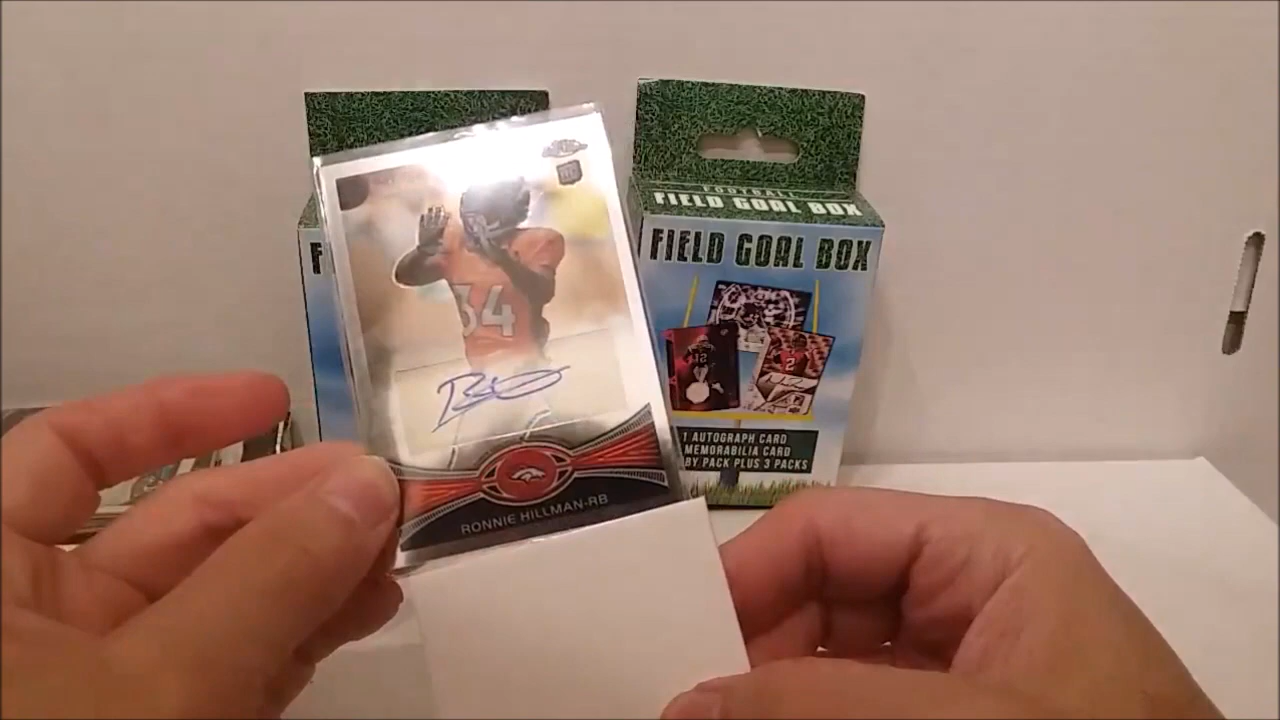 FOOTBALL
FIELD GOAL BOX
FIELD GOAL BOX
F
34
12
2
1 AUTOGRAPH CARD
MEMORABILIA CARD
BY PACK PLUS 3 PACKS
RONNIE HILLMAN-RB